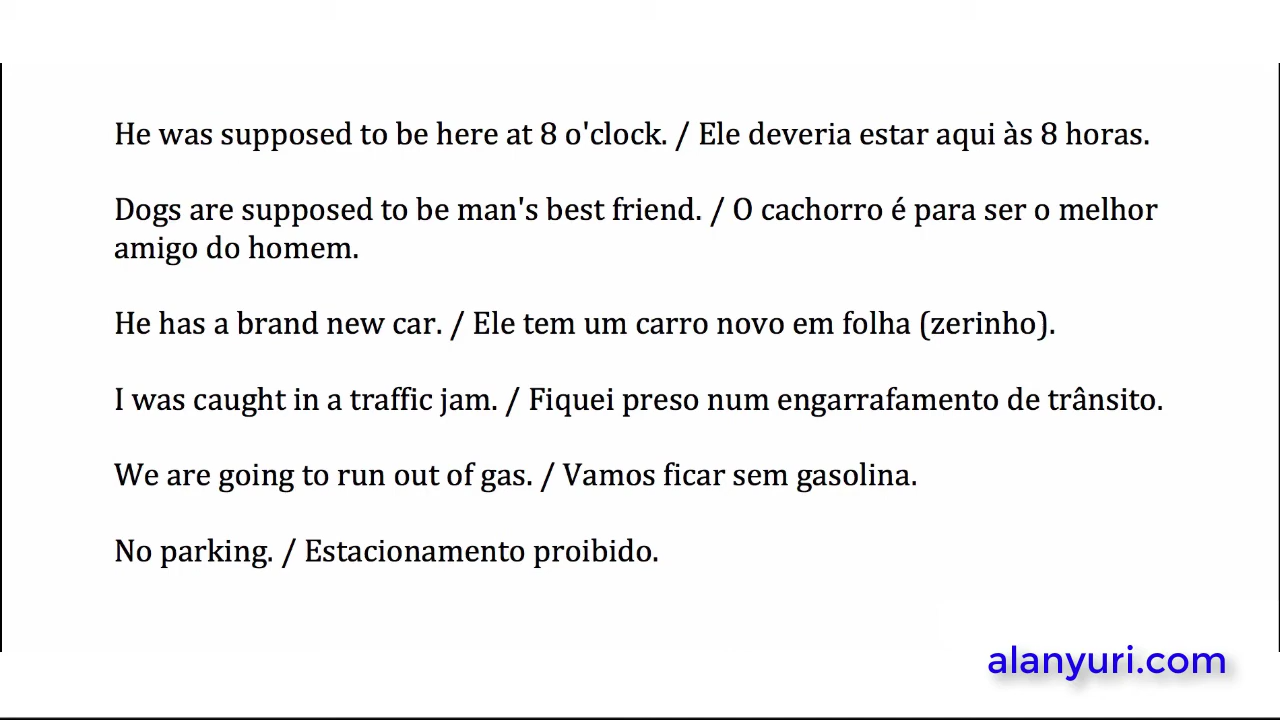 He was supposed to be here at 8 o'clock. / Ele deveria estar aqui às 8 horas.
Dogs are supposed to be man's best friend. / O cachorro é para ser o melhor
amigo do homem.
He has a brand new car. / Ele tem um carro novo em folha (zerinho).
I was caught in a traffic jam. / Fiquei preso num engarrafamento de trânsito.
We are going to run out of gas. / Vamos ficar sem gasolina.
No parking. / Estacionamento proibido.
alanyuri.com